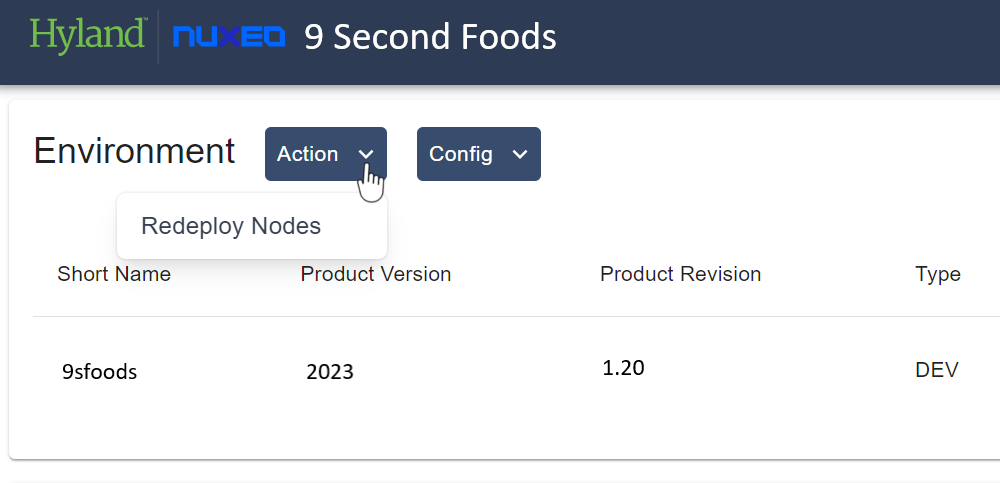 Hyland™ nuxeo 9 Second Foods
Environment Action Config
Redeploy Nodes
Short Name Product Version Product Revision Type
9sfoods 2023 1.20 DEV